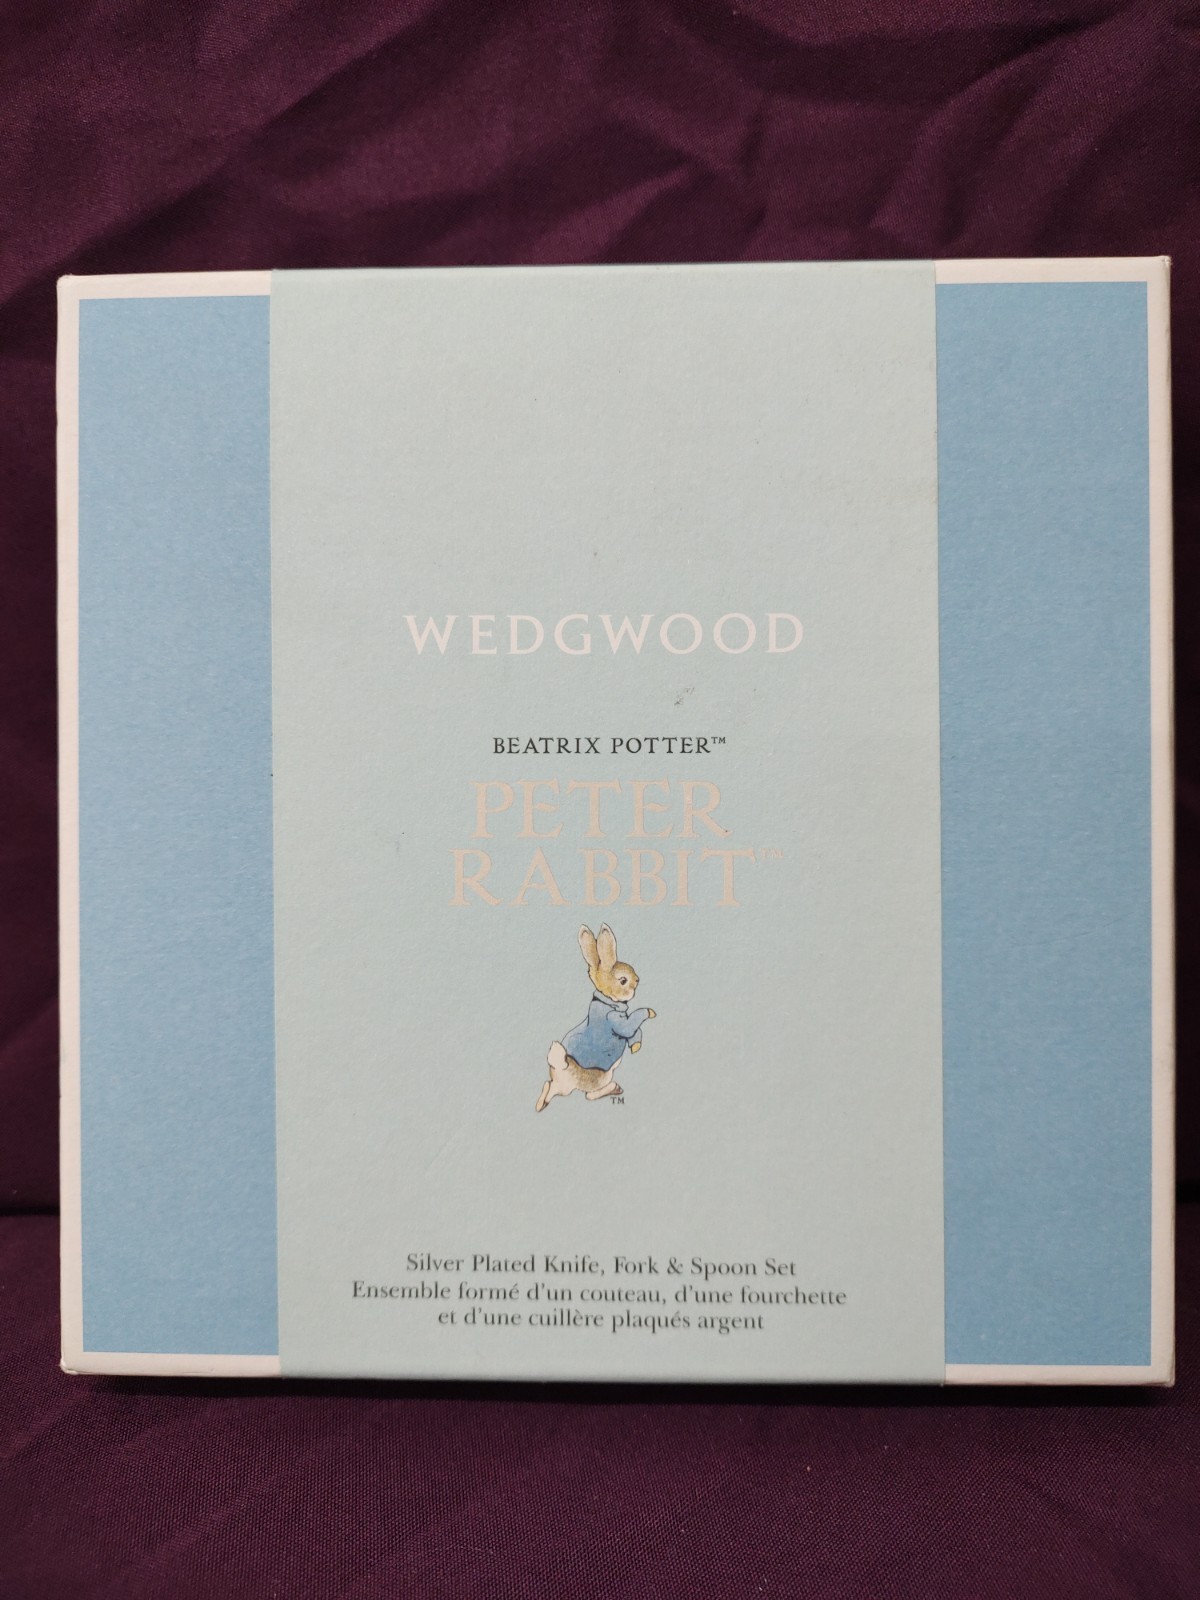 WEDGWOOD
BEATRIX POTTER™
PETER
RABBIT™
TM
Silver Plated Knife, Fork & Spoon Set
Ensemble formé d'un couteau, d'une fourchette
et d'une cuillère plaqués argent